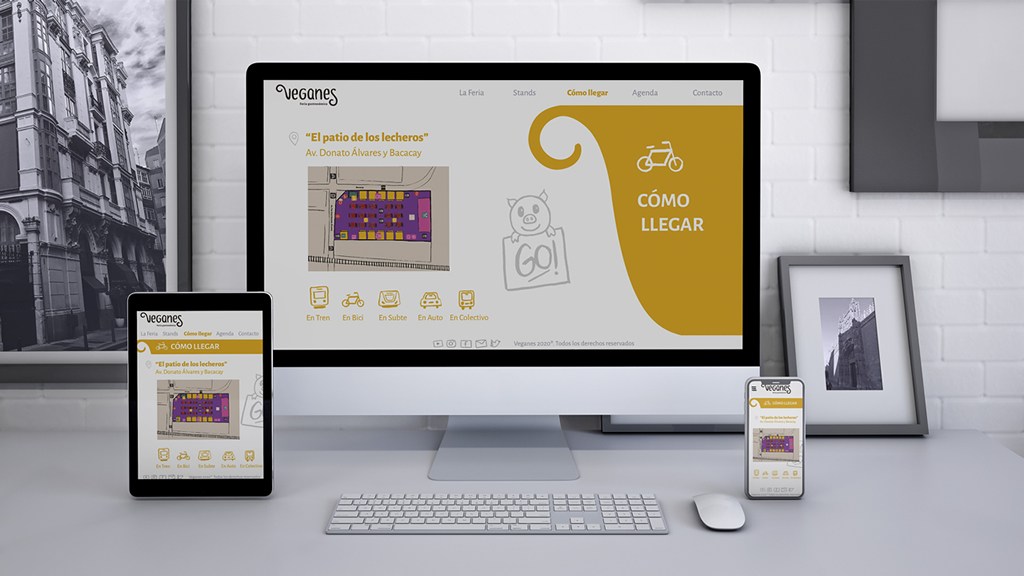 veganes
feria gastronómica
La Feria Stands Cómo llegar Agenda Contacto
"El patio de los lecheros"
Av. Donato Álvares y Bacacay
CÓMO
LLEGAR
GO!
En Tren En Bici En Subte En Auto En Colectivo
Veganes 2020®. Todos los derechos reservados.
veganes
La Feria Stands Cómo llegar Agenda Contacto
CÓMO LLEGAR
"El patio de los lecheros"
Av. Donato Álvares y Bacacay
GO
En Tren En Bici En Subte En Auto En Colectivo
veganes
CÓMO LLEGAR
"El patio de los lecheros"